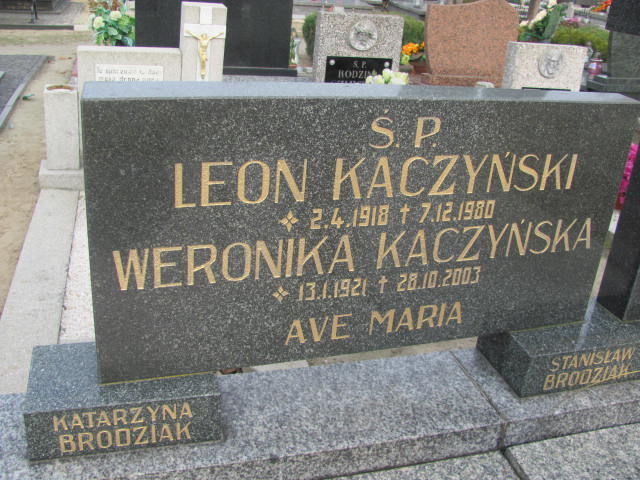 Ś. P.
RODZI
Ś. P.
LEON KACZYŃSKI
2.4.1918 † 7.12.1980
WERONIKA KACZYŃSKA
13.1.1921 † 28.10.2003
AVE MARIA
KATARZYNA
BRODZIAK
STANISŁAW
BRODZIAK